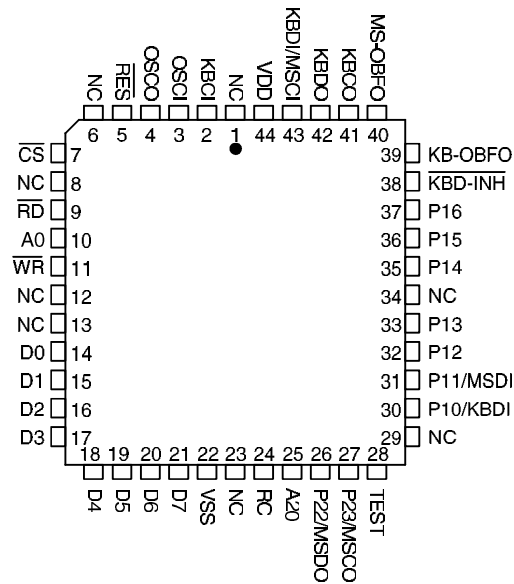 NC
RES
OSCO
OSCI
KBCI
NC
VDD
KBDI/MSCI
KBDO
KBCO
MS-OBFO
6
5
4
3
2
1
44
43
42
41
40
CS 7
NC 8
RD 9
A0 10
WR 11
NC 12
NC 13
D0 14
D1 15
D2 16
D3 17
39 KB-OBFO
38 KBD-INH
37 P16
36 P15
35 P14
34 NC
33 P13
32 P12
31 P11/MSDI
30 P10/KBDI
29 NC
18
19
20
21
22
23
24
25
26
27
28
D4
D5
D6
D7
VSS
NC
RC
A20
P22/MSDO
P23/MSCO
TEST